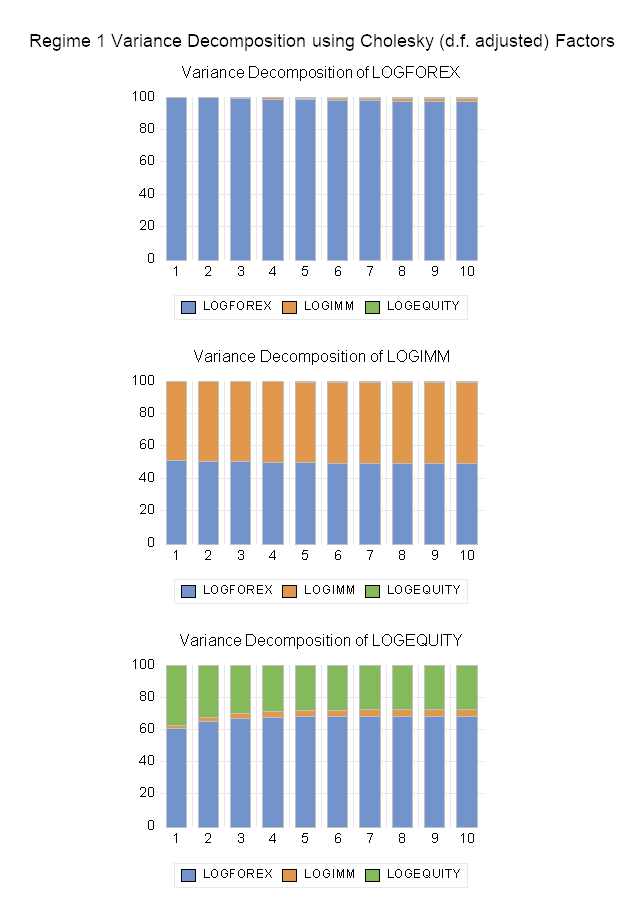 Regime 1 Variance Decomposition using Cholesky (d.f. adjusted) Factors
Variance Decomposition of LOGFOREX
100
80
60
40
20
0
1 2 3 4 5 6 7 8 9 10
LOGFOREX LOGIMM LOGEQUITY
Variance Decomposition of LOGIMM
100
80
60
40
20
0
1 2 3 4 5 6 7 8 9 10
LOGFOREX LOGIMM LOGEQUITY
Variance Decomposition of LOGEQUITY
100
80
60
40
20
0
1 2 3 4 5 6 7 8 9 10
LOGFOREX LOGIMM LOGEQUITY